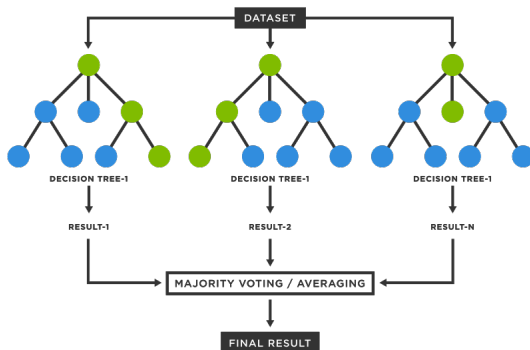 DATASET
DECISION TREE-1
DECISION TREE-1
DECISION TREE-1
RESULT-1
RESULT-2
RESULT-N
MAJORITY VOTING / AVERAGING
FINAL RESULT